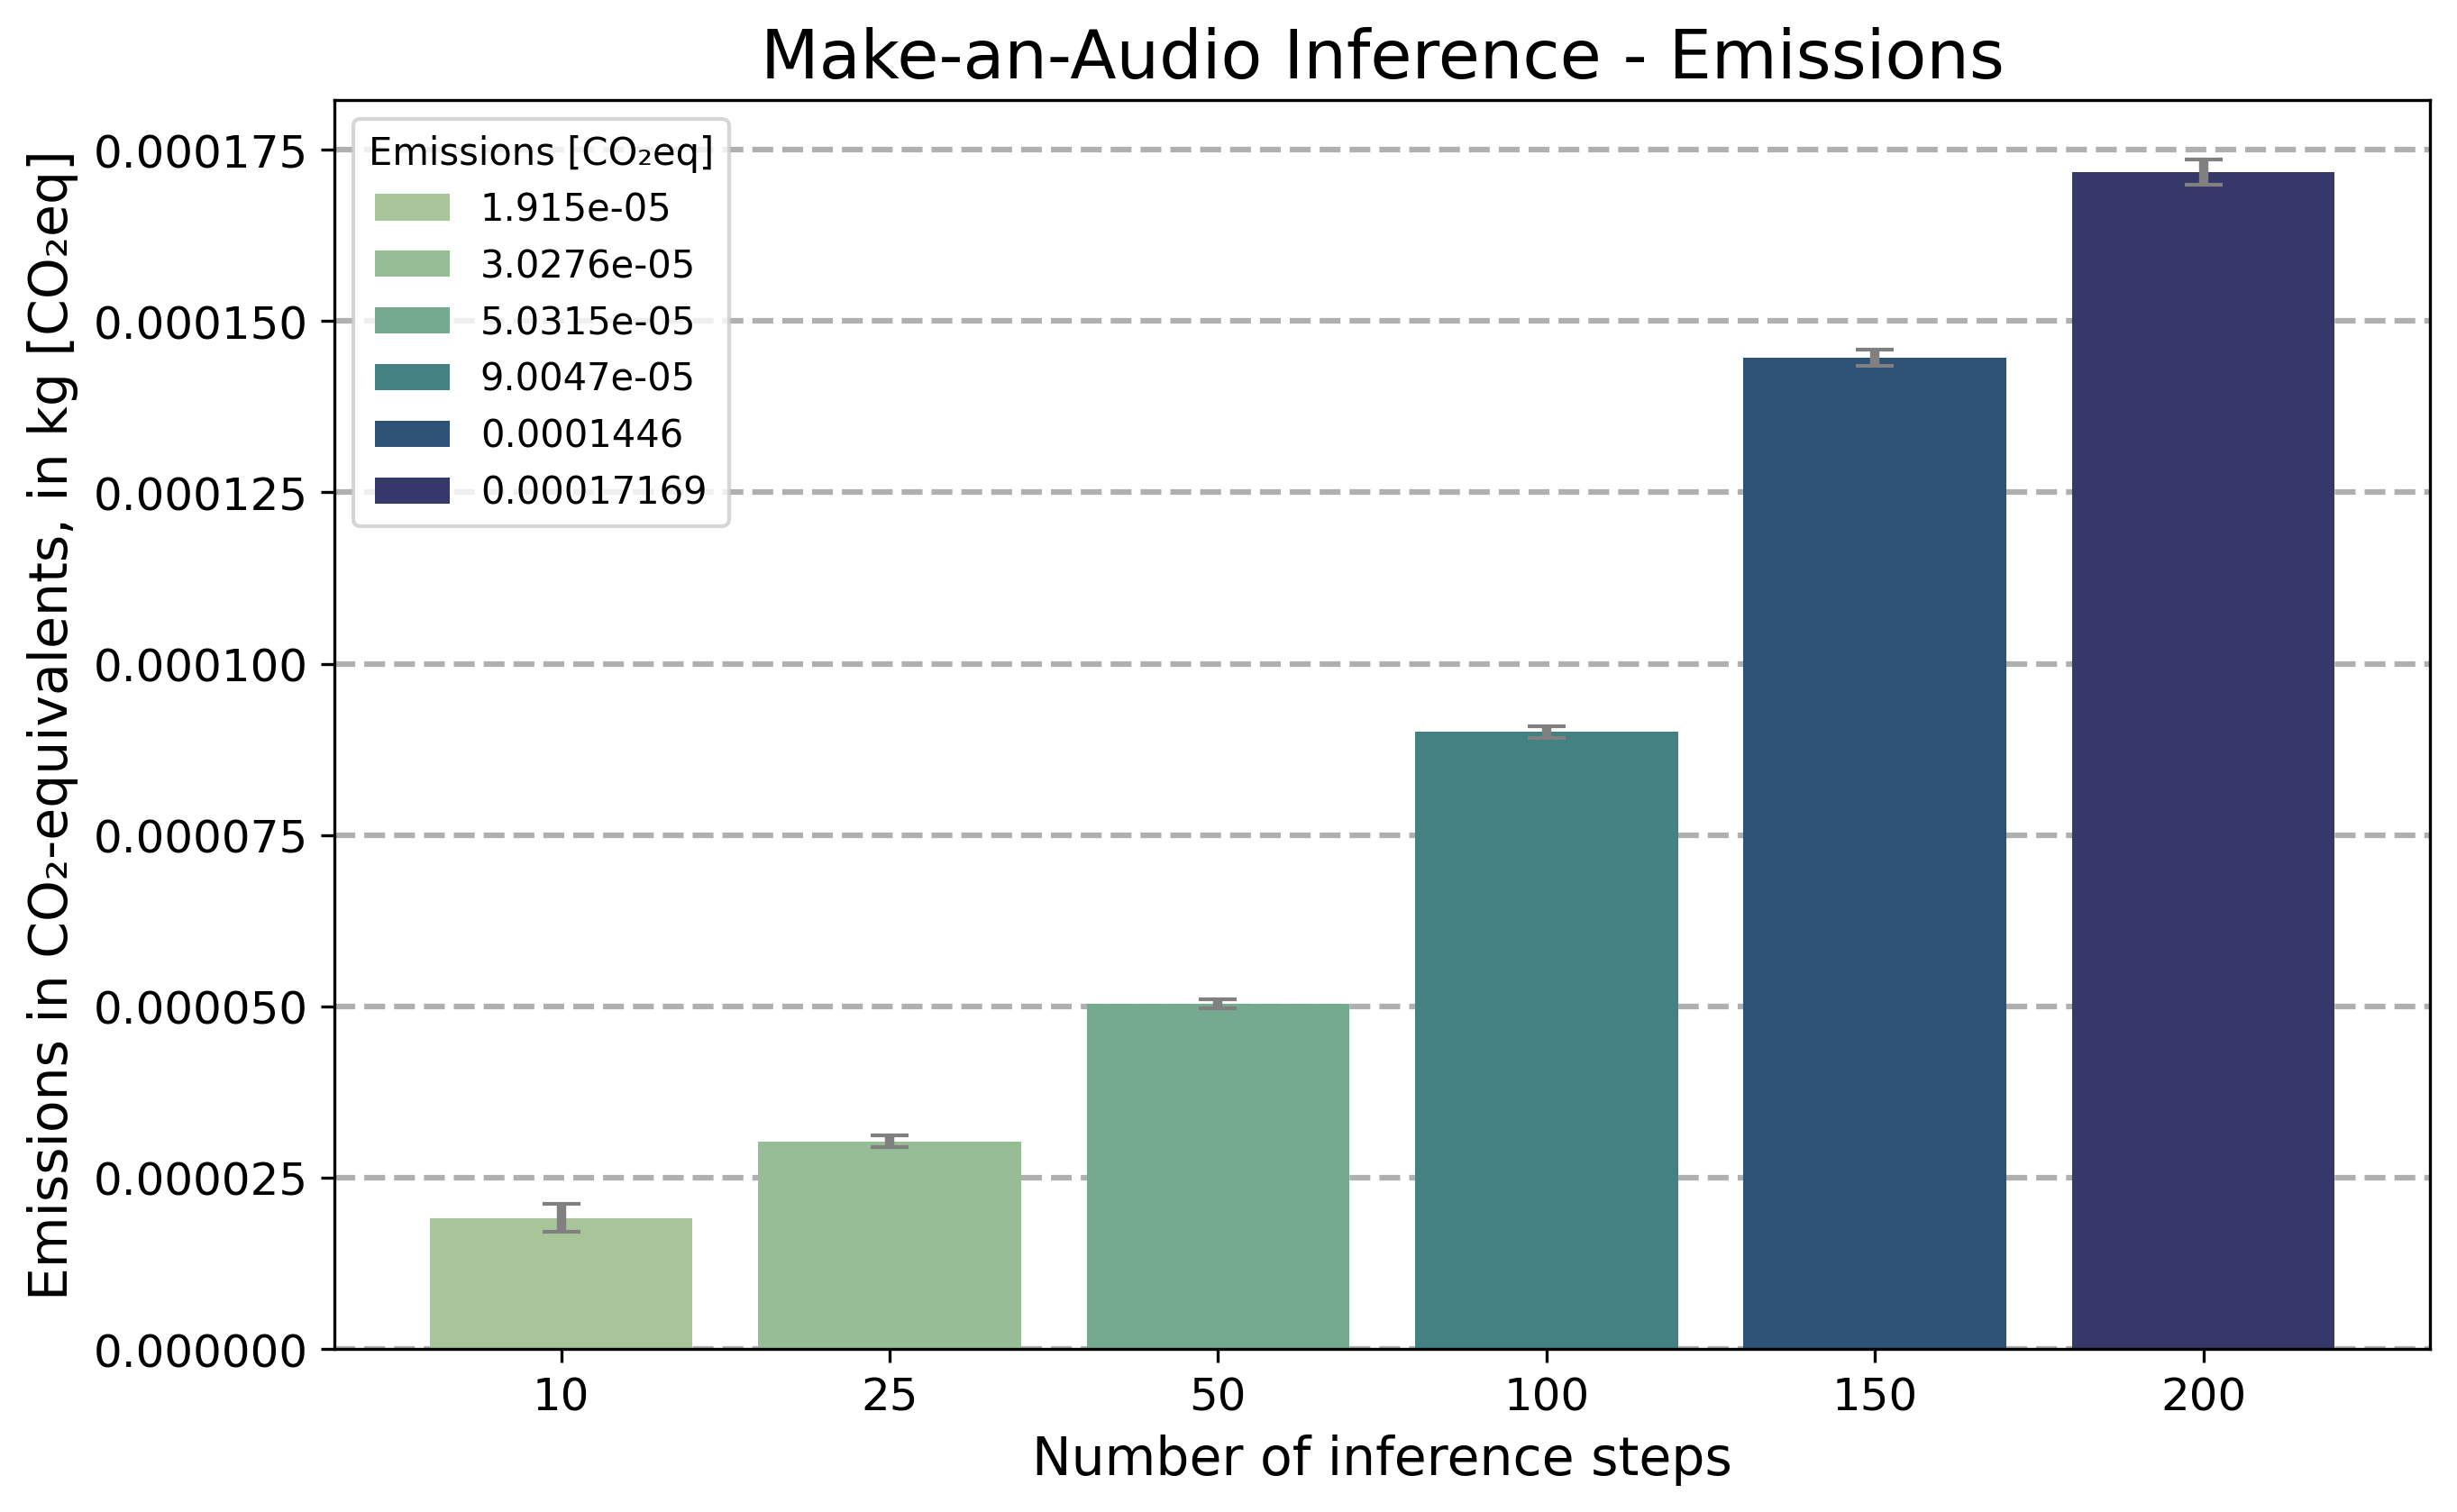 Make-an-Audio Inference - Emissions
Emissions in CO₂-equivalents, in kg [CO₂eq]
0.000175
0.000150
0.000125
0.000100
0.000075
0.000050
0.000025
0.000000
Emissions [CO₂eq]
1.915e-05
3.0276e-05
5.0315e-05
9.0047e-05
0.0001446
0.00017169
10 25 50 100 150 200
Number of inference steps